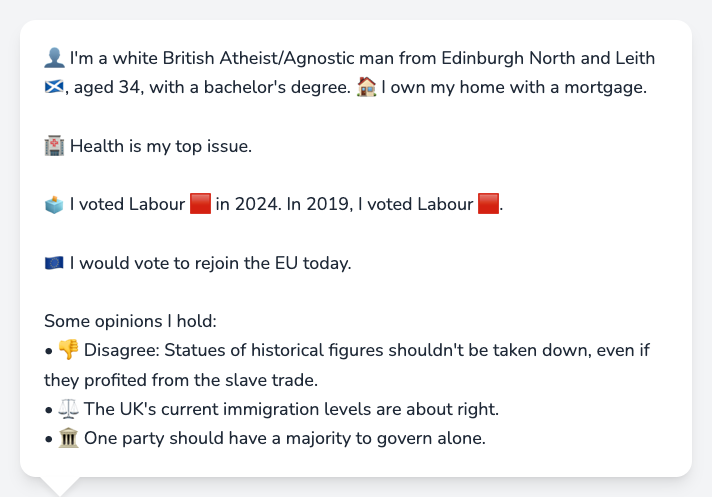 👤 I'm a white British Atheist/Agnostic man from Edinburgh North and Leith
🏴󠁧󠁢󠁳󠁣󠁴󠁿, aged 34, with a bachelor's degree. 🏠 I own my home with a mortgage.
🏥 Health is my top issue.
🗳️ I voted Labour 🟥 in 2024. In 2019, I voted Labour 🟥.
🇪🇺 I would vote to rejoin the EU today.
Some opinions I hold:
• 👎 Disagree: Statues of historical figures shouldn't be taken down, even if
they profited from the slave trade.
• ⚖️ The UK's current immigration levels are about right.
• 🏛️ One party should have a majority to govern alone.